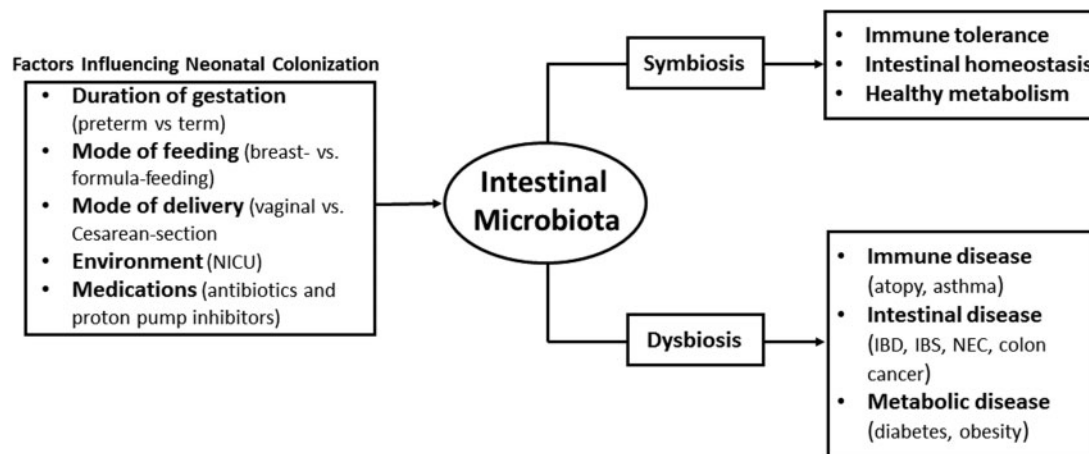 Factors Influencing Neonatal Colonization
• Duration of gestation
(preterm vs term)
• Mode of feeding (breast- vs.
formula-feeding)
• Mode of delivery (vaginal vs.
Cesarean-section
• Environment (NICU)
• Medications (antibiotics and
proton pump inhibitors)
Intestinal
Microbiota
Symbiosis
• Immune tolerance
• Intestinal homeostasis
• Healthy metabolism
Dysbiosis
• Immune disease
(atopy, asthma)
• Intestinal disease
(IBD, IBS, NEC, colon
cancer)
• Metabolic disease
(diabetes, obesity)